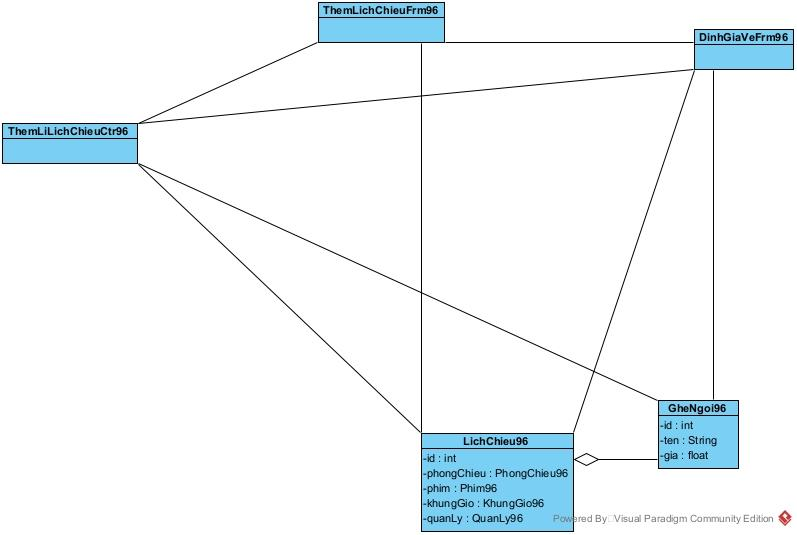 ThemLichChieuFrm96
DinhGiaVeFrm96
ThemLiLichChieuCtr96
GheNgoi96
-id : int
-ten : String
-gia : float
LichChieu96
-id : int
-phongChieu : PhongChieu96
-phim : Phim96
-khungGio : KhungGio96
-quanLy : QuanLy96
Powered By Visual Paradigm Community Edition